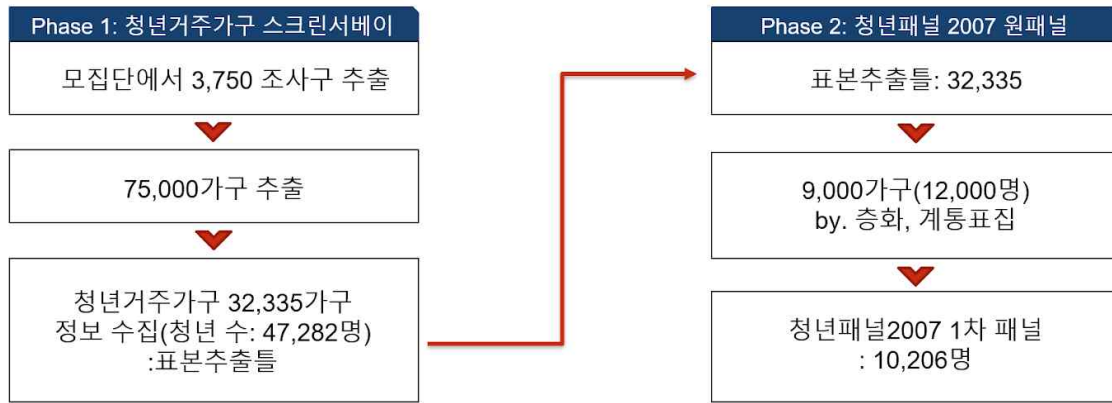 Phase 1: 청년거주가구 스크린서베이
모집단에서 3,750 조사구 추출
75,000가구 추출
청년거주가구 32,335가구
정보 수집(청년 수: 47,282명)
:표본추출틀
Phase 2: 청년패널 2007 원패널
표본추출틀: 32,335
9,000가구(12,000명)
by. 층화, 계통표집
청년패널2007 1차 패널
: 10,206명